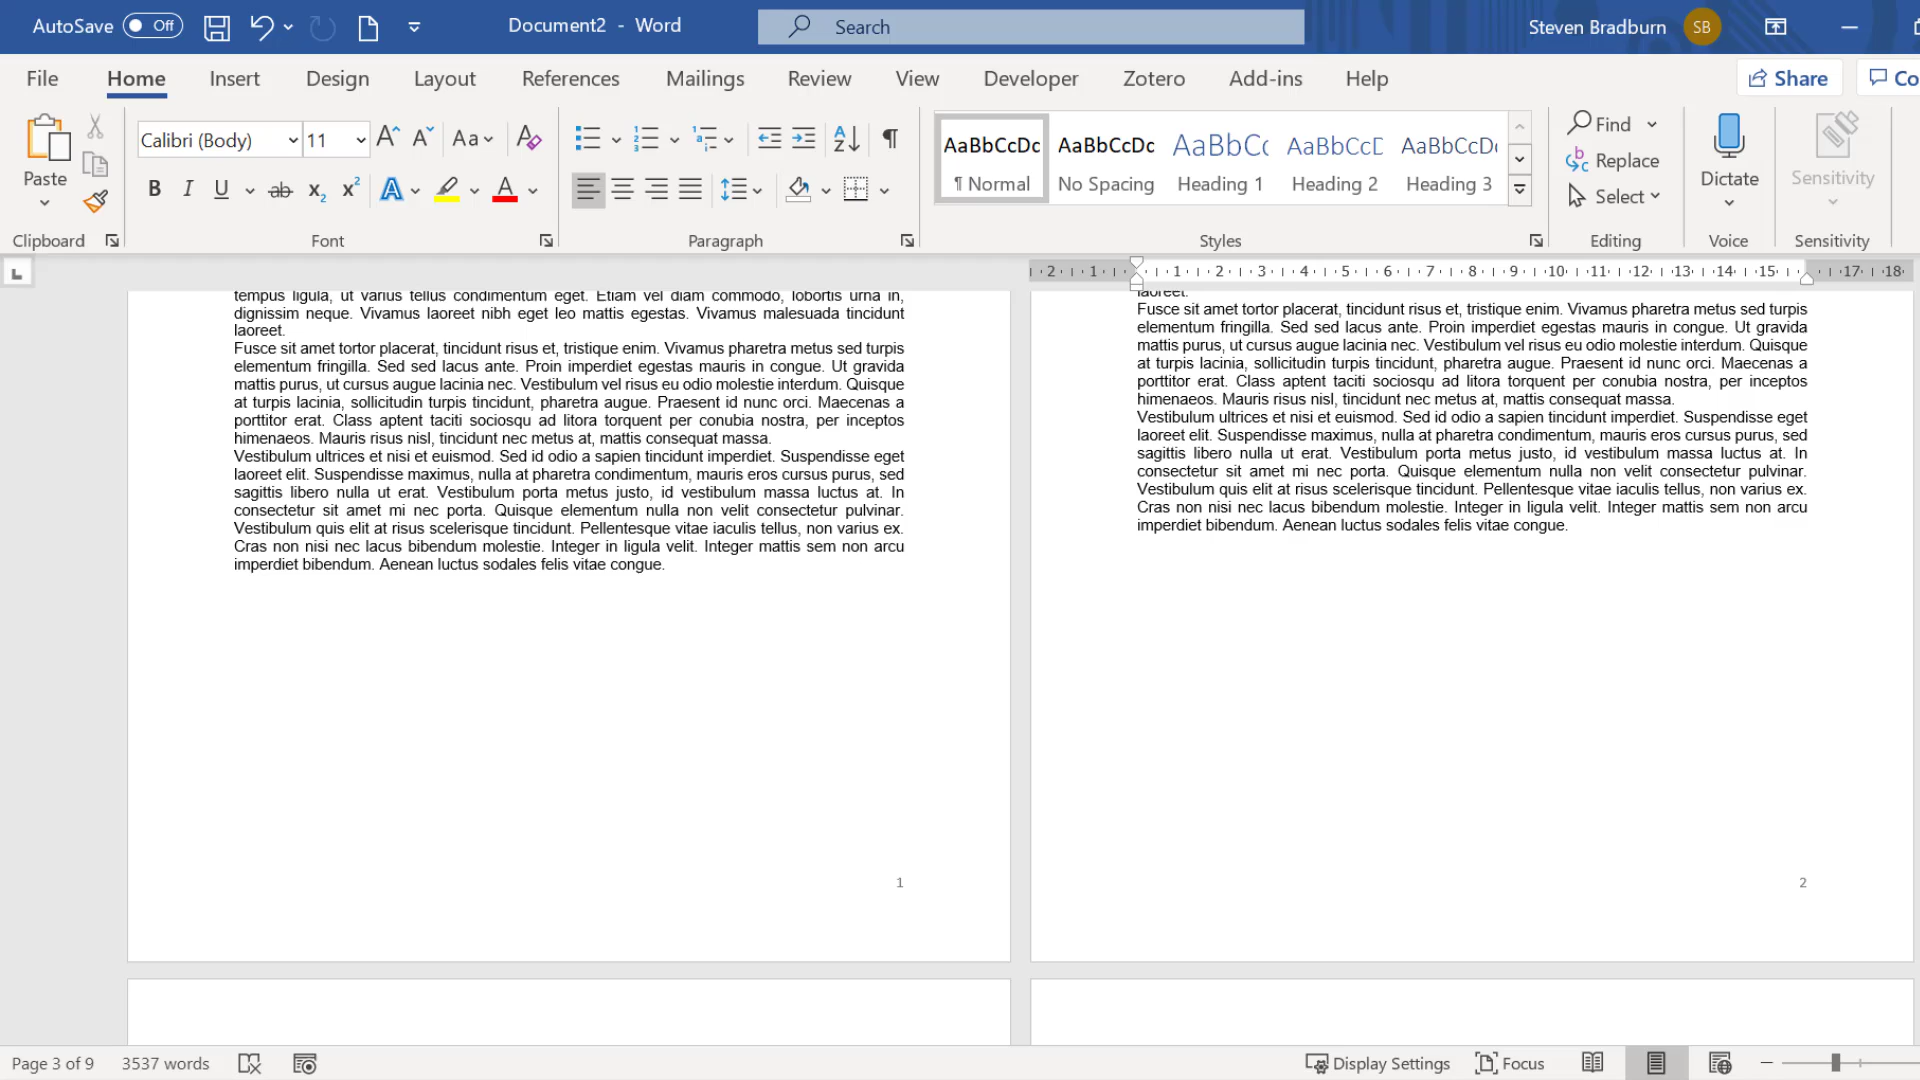 AutoSave Off Document2 - Word Search Steven Bradburn SB
File Home Insert Design Layout References Mailings Review View Developer Zotero Add-ins Help Share Co
Paste
Calibri (Body) 11
Aa
B I U ab x2 x2 A A
AaBbCcDc AaBbCcDc AaBbCc AaBbCcD AaBbCcD
¶ Normal No Spacing Heading 1 Heading 2 Heading 3
Find
Replace
Select
Dictate
Sensitivity
Clipboard Font Paragraph Styles Editing Voice Sensitivity
2 1 1 2 3 4 5 6 7 8 9 10 11 12 13 14 15 17 18
tempus ligula, ut varius tellus condimentum eget. Etiam vel diam commodo, lobortis urna in,
dignissim neque. Vivamus laoreet nibh eget leo mattis egestas. Vivamus malesuada tincidunt
laoreet.
Fusce sit amet tortor placerat, tincidunt risus et, tristique enim. Vivamus pharetra metus sed turpis
elementum fringilla. Sed sed lacus ante. Proin imperdiet egestas mauris in congue. Ut gravida
mattis purus, ut cursus augue lacinia nec. Vestibulum vel risus eu odio molestie interdum. Quisque
at turpis lacinia, sollicitudin turpis tincidunt, pharetra augue. Praesent id nunc orci. Maecenas a
porttitor erat. Class aptent taciti sociosqu ad litora torquent per conubia nostra, per inceptos
himenaeos. Mauris risus nisl, tincidunt nec metus at, mattis consequat massa.
Vestibulum ultrices et nisi et euismod. Sed id odio a sapien tincidunt imperdiet. Suspendisse eget
laoreet elit. Suspendisse maximus, nulla at pharetra condimentum, mauris eros cursus purus, sed
sagittis libero nulla ut erat. Vestibulum porta metus justo, id vestibulum massa luctus at. In
consectetur sit amet mi nec porta. Quisque elementum nulla non velit consectetur pulvinar.
Vestibulum quis elit at risus scelerisque tincidunt. Pellentesque vitae iaculis tellus, non varius ex.
Cras non nisi nec lacus bibendum molestie. Integer in ligula velit. Integer mattis sem non arcu
imperdiet bibendum. Aenean luctus sodales felis vitae congue.
1
laoreet.
Fusce sit amet tortor placerat, tincidunt risus et, tristique enim. Vivamus pharetra metus sed turpis
elementum fringilla. Sed sed lacus ante. Proin imperdiet egestas mauris in congue. Ut gravida
mattis purus, ut cursus augue lacinia nec. Vestibulum vel risus eu odio molestie interdum. Quisque
at turpis lacinia, sollicitudin turpis tincidunt, pharetra augue. Praesent id nunc orci. Maecenas a
porttitor erat. Class aptent taciti sociosqu ad litora torquent per conubia nostra, per inceptos
himenaeos. Mauris risus nisl, tincidunt nec metus at, mattis consequat massa.
Vestibulum ultrices et nisi et euismod. Sed id odio a sapien tincidunt imperdiet. Suspendisse eget
laoreet elit. Suspendisse maximus, nulla at pharetra condimentum, mauris eros cursus purus, sed
sagittis libero nulla ut erat. Vestibulum porta metus justo, id vestibulum massa luctus at. In
consectetur sit amet mi nec porta. Quisque elementum nulla non velit consectetur pulvinar.
Vestibulum quis elit at risus scelerisque tincidunt. Pellentesque vitae iaculis tellus, non varius ex.
Cras non nisi nec lacus bibendum molestie. Integer in ligula velit. Integer mattis sem non arcu
imperdiet bibendum. Aenean luctus sodales felis vitae congue.
2
Page 3 of 9 3537 words Display Settings Focus